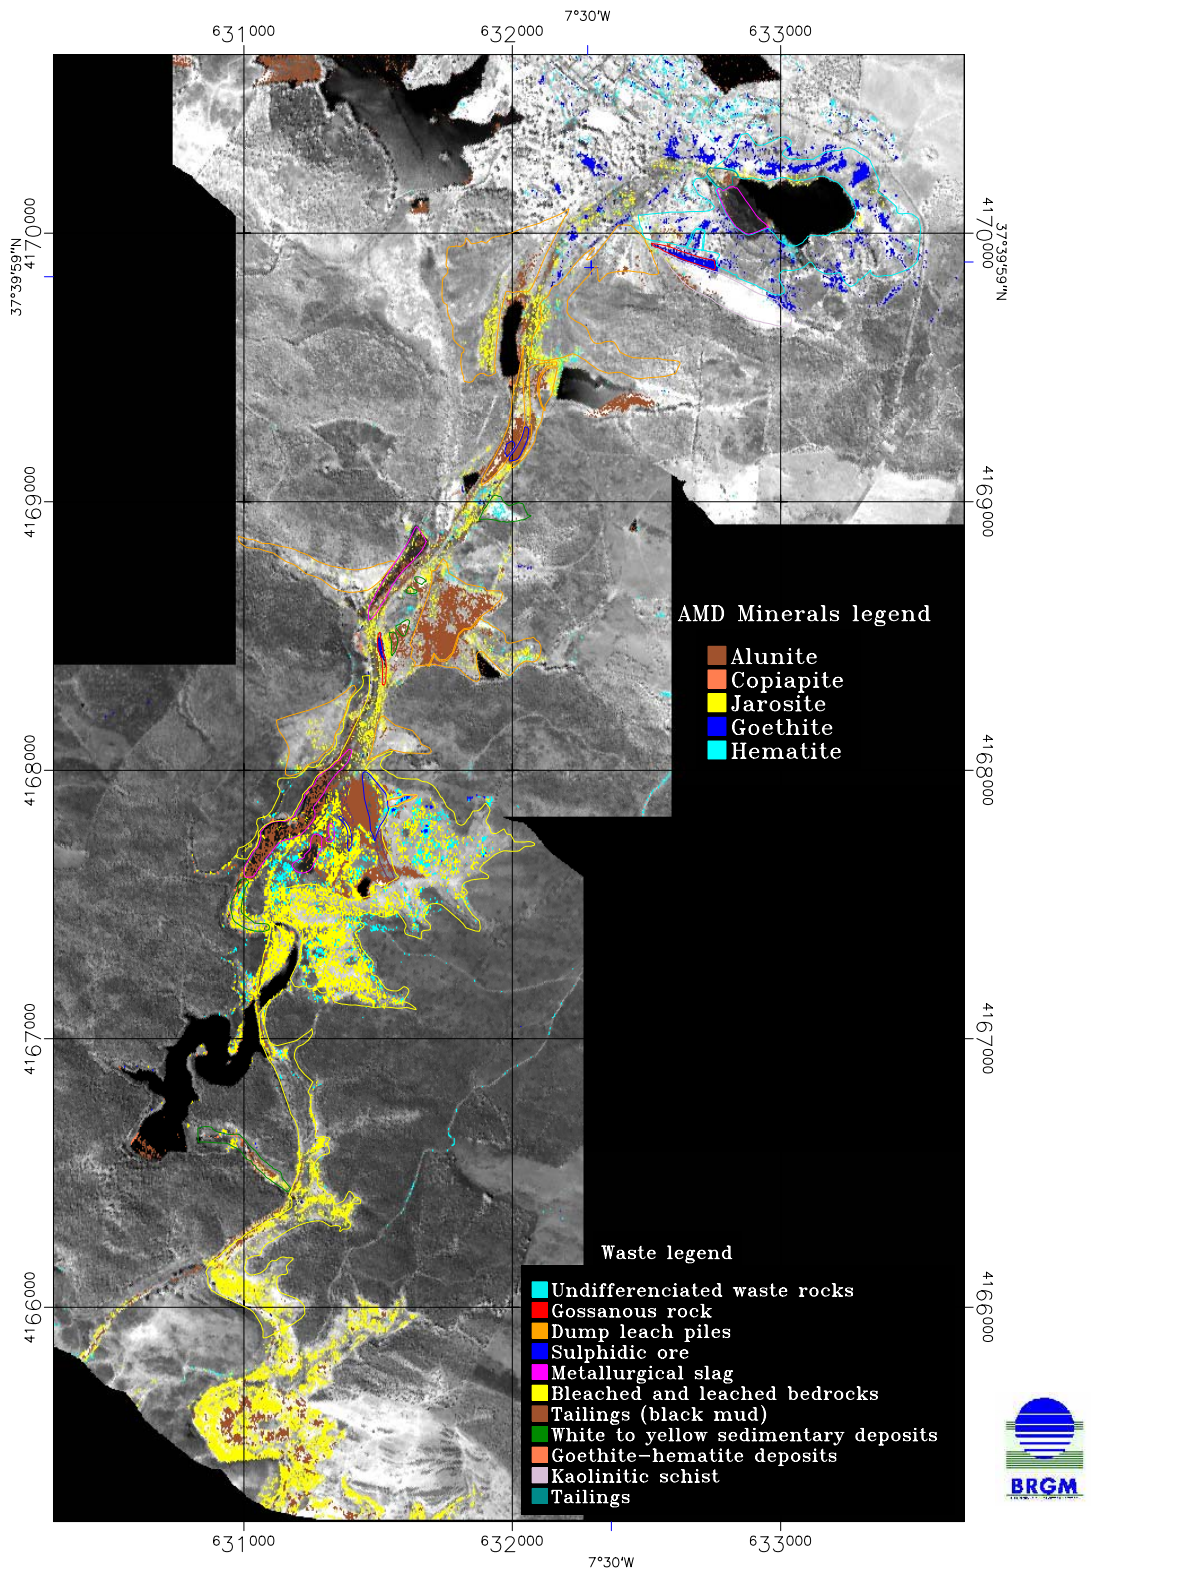 7°30'W
631000 632000 633000
4170000
37°39'59"N
4170000
37°39'59"N
4169000
4169000
AMD Minerals legend
Alunite
Copiapite
Jarosite
Goethite
Hematite
4168000
4168000
4167000
4167000
Waste legend
4166000
4166000
Undifferenciated waste rocks
Gossanous rock
Dump leach piles
Sulphidic ore
Metallurgical slag
Bleached and leached bedrocks
Tailings (black mud)
White to yellow sedimentary deposits
Goethite-hematite deposits
Kaolinitic schist
Tailings
BRGM
631000 632000 633000
7°30'W